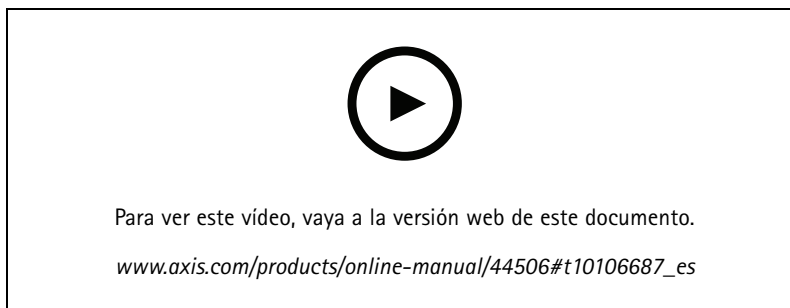 Para ver este vídeo, vaya a la versión web de este documento.
www.axis.com/products/online-manual/44506#t10106687_es